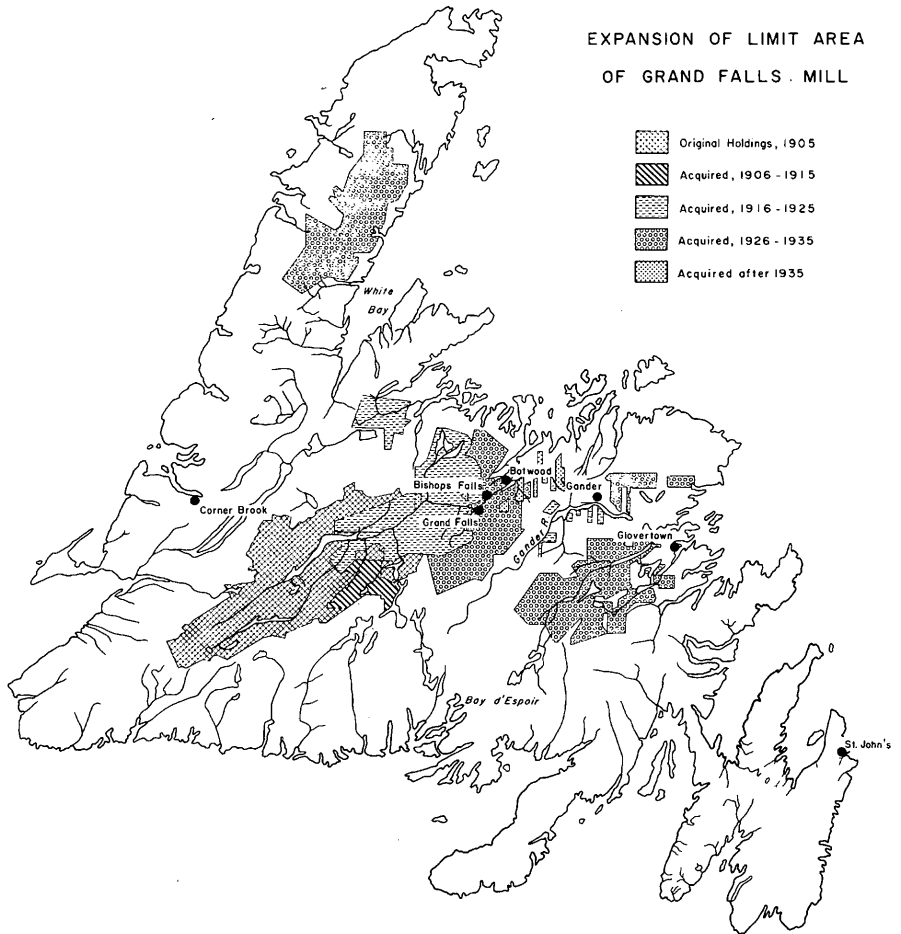 EXPANSION OF LIMIT AREA
OF GRAND FALLS. MILL
Original Holdings, 1905
Acquired, 1906 - 1915
Acquired, 1916 - 1925
Acquired, 1926 - 1935
Acquired after 1935
White
Bay
Botwood
Bishops Falls
Gander
Corner Brook
Grand Falls
Gander R.
Glovertown
Bay d'Espoir
St. John's